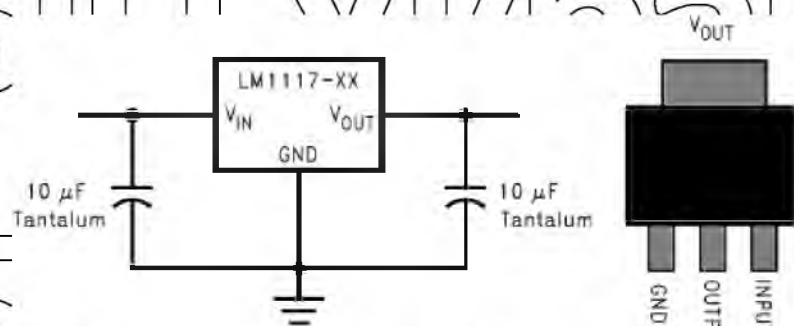 V_OUT
LM1117-XX
V_IN V_OUT
GND
10 μF
Tantalum
10 μF
Tantalum
GND